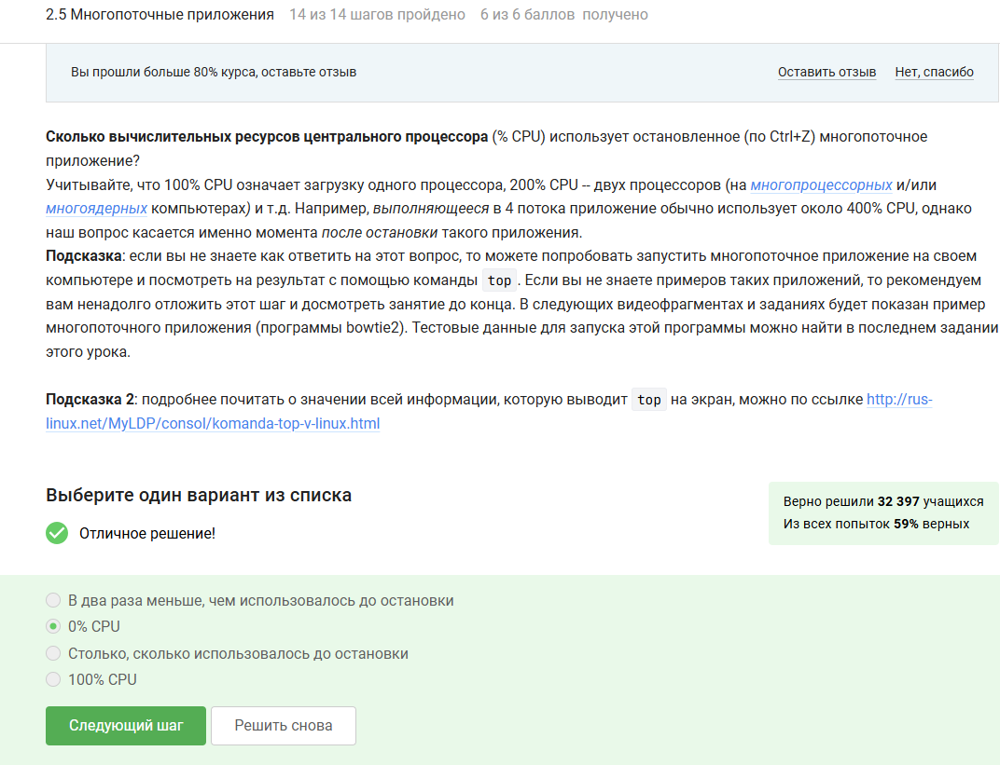 2.5 Многопоточные приложения 14 из 14 шагов пройдено 6 из 6 баллов получено
Вы прошли больше 80% курса, оставьте отзыв Оставить отзыв Нет, спасибо
Сколько вычислительных ресурсов центрального процессора (% CPU) использует остановленное (по Ctrl+Z) многопоточное
приложение?
Учитывайте, что 100% CPU означает загрузку одного процессора, 200% CPU -- двух процессоров (на многопроцессорных и/или
многоядерных компьютерах) и т.д. Например, выполняющееся в 4 потока приложение обычно использует около 400% CPU, однако
наш вопрос касается именно момента после остановки такого приложения.
Подсказка: если вы не знаете как ответить на этот вопрос, то можете попробовать запустить многопоточное приложение на своем
компьютере и посмотреть на результат с помощью команды top. Если вы не знаете примеров таких приложений, то рекомендуем
вам ненадолго отложить этот шаг и досмотреть занятие до конца. В следующих видеофрагментах и заданиях будет показан пример
многопоточного приложения (программы bowtie2). Тестовые данные для запуска этой программы можно найти в последнем задании
этого урока.
Подсказка 2: подробнее почитать о значении всей информации, которую выводит top на экран, можно по ссылке http://rus-
linux.net/MyLDP/consol/komanda-top-v-linux.html
Выберите один вариант из списка
Верно решили 32 397 учащихся
Из всех попыток 59% верных
Отличное решение!
В два раза меньше, чем использовалось до остановки
0% CPU
Столько, сколько использовалось до остановки
100% CPU
Следующий шаг Решить снова